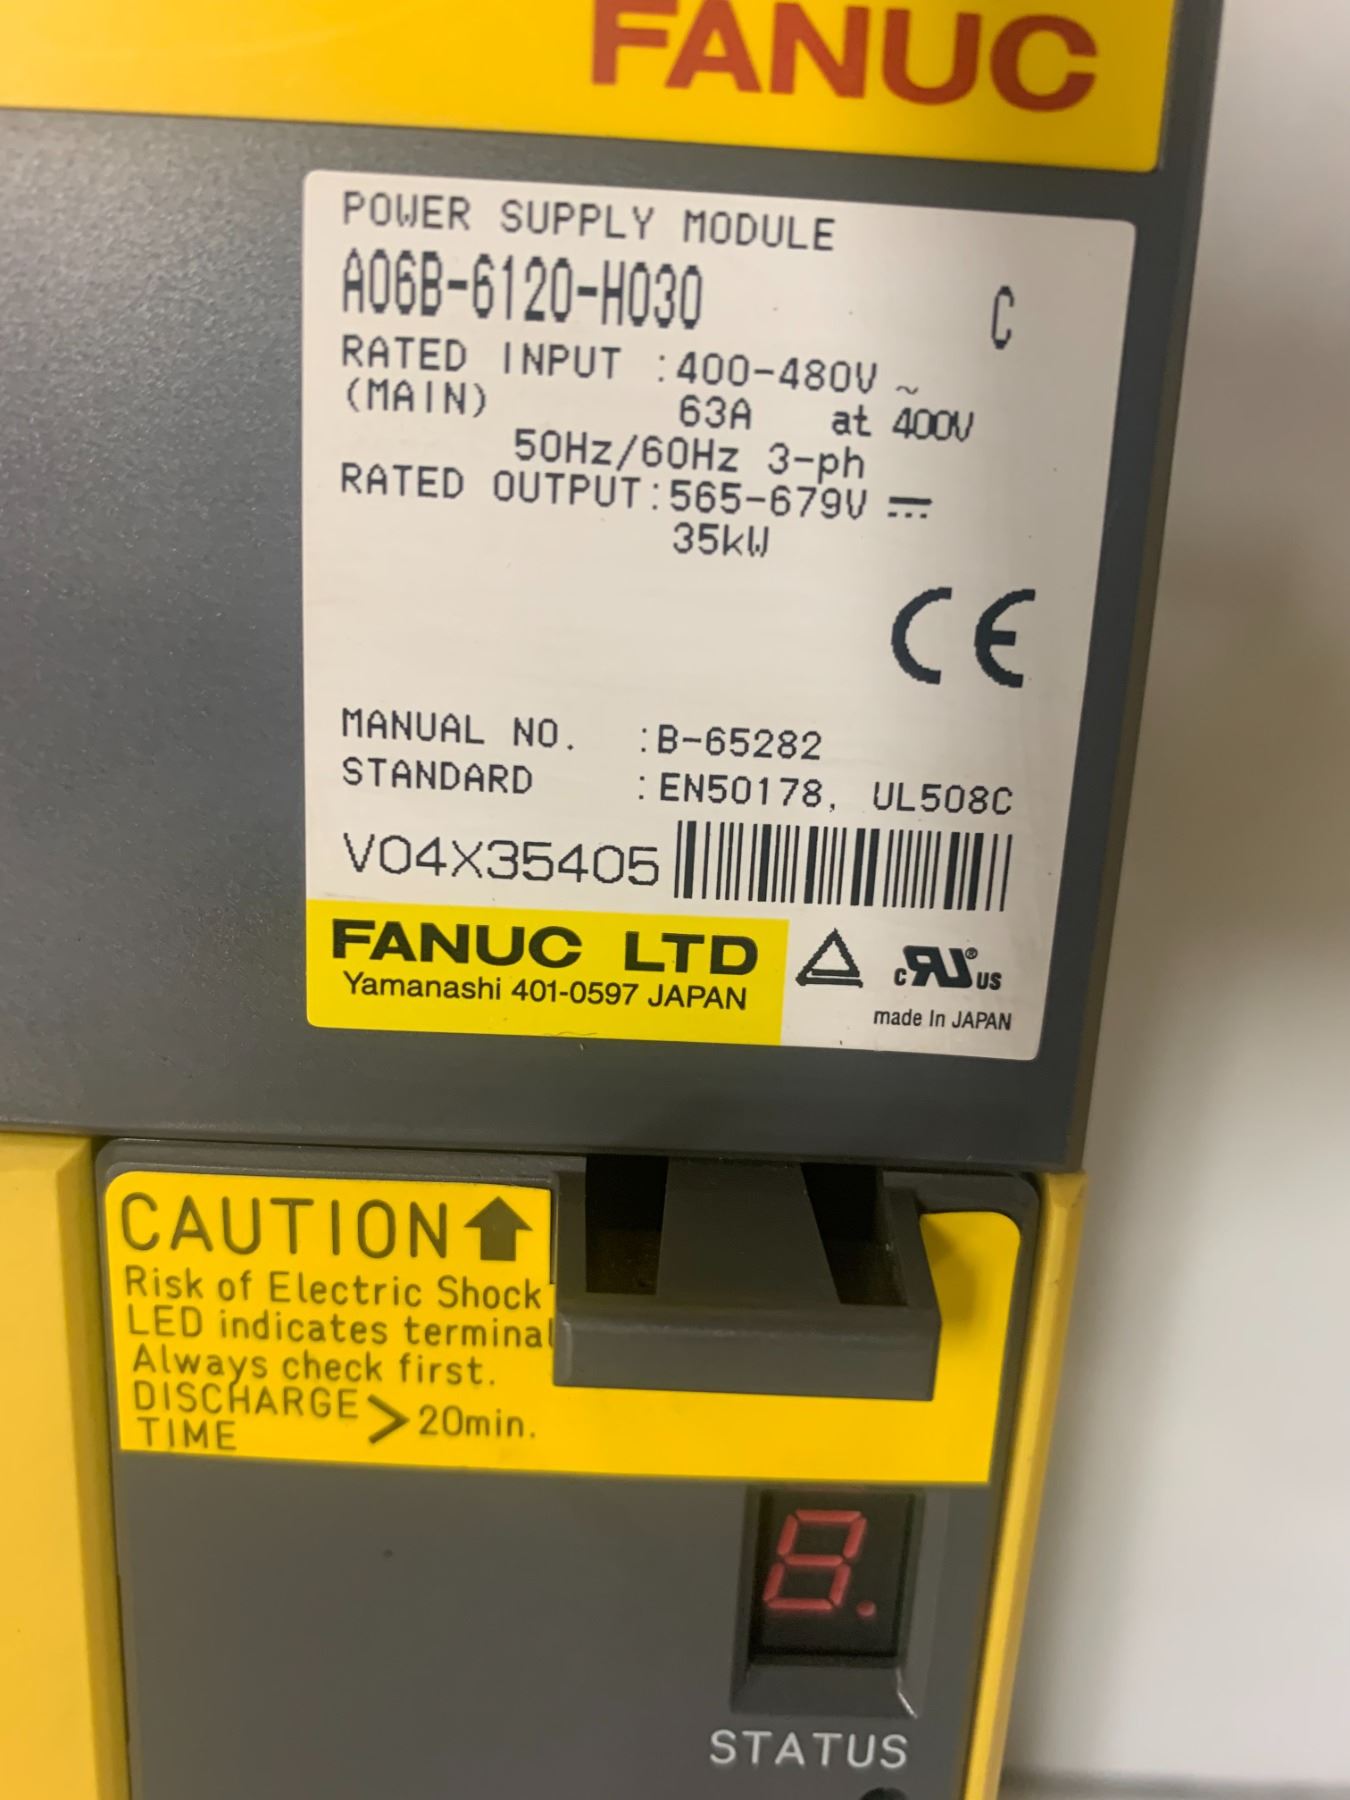 FANUC
POWER SUPPLY MODULE
A06B-6120-H030 C
RATED INPUT :400-480V ~
(MAIN) 63A at 400V
50Hz/60Hz 3-ph
RATED OUTPUT:565-679V ⎓
35kW
CE
MANUAL NO. :B-65282
STANDARD :EN50178, UL508C
V04X35405
FANUC LTD
Yamanashi 401-0597 JAPAN
c RU ® US
made In JAPAN
CAUTION
Risk of Electric Shock
LED indicates terminal
Always check first.
DISCHARGE
TIME > 20min.
8.
STATUS